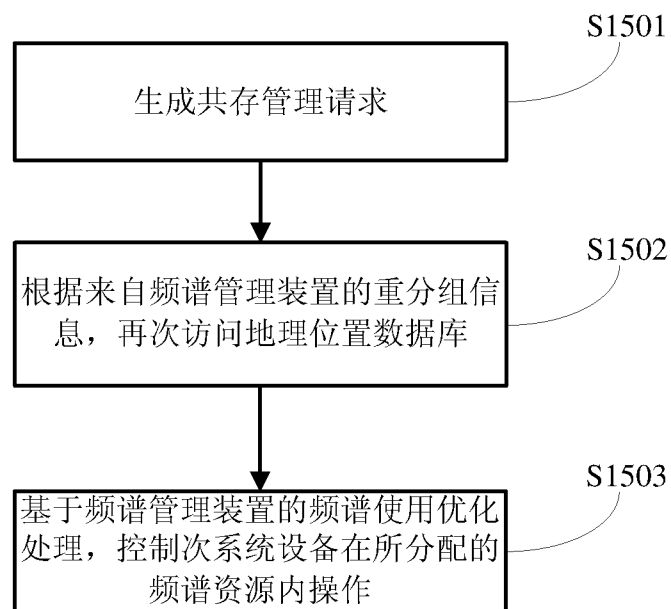 S1501
生成共存管理请求
S1502
根据来自频谱管理装置的重分组信
息，再次访问地理位置数据库
S1503
基于频谱管理装置的频谱使用优化
处理，控制次系统设备在所分配的
频谱资源内操作